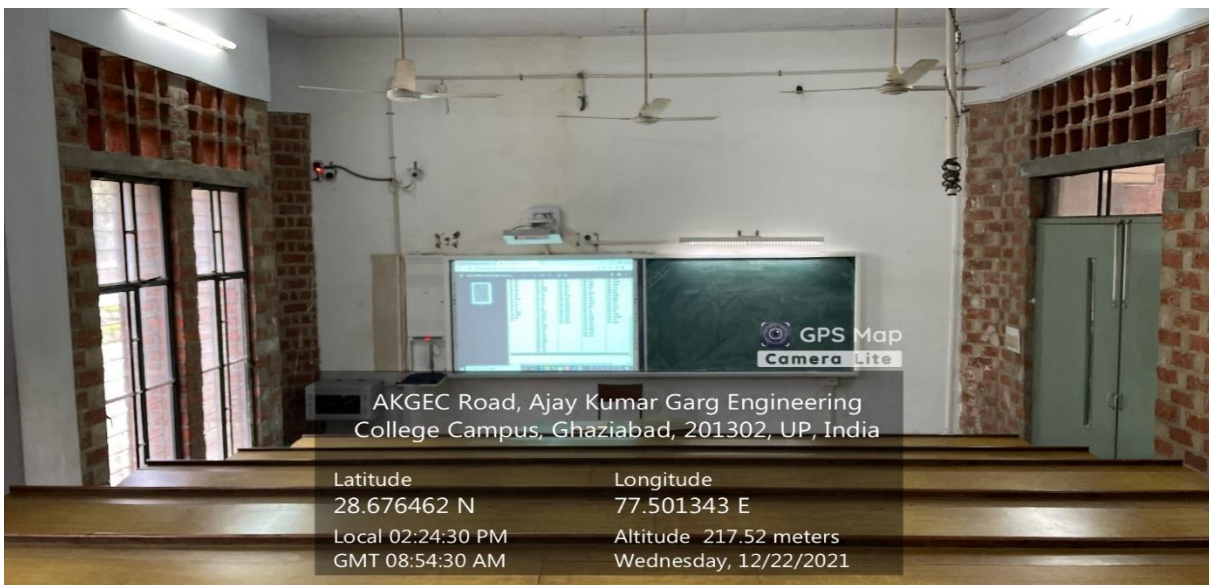 GPS Map
Camera Lite
AKGEC Road, Ajay Kumar Garg Engineering
College Campus, Ghaziabad, 201302, UP, India
Latitude
28.676462 N
Longitude
77.501343 E
Local 02:24:30 PM
GMT 08:54:30 AM
Altitude 217.52 meters
Wednesday, 12/22/2021